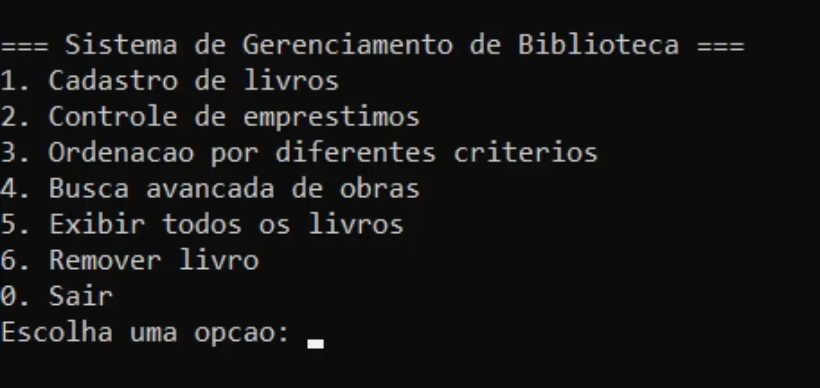 === Sistema de Gerenciamento de Biblioteca ===
1. Cadastro de livros
2. Controle de emprestimos
3. Ordenacao por diferentes criterios
4. Busca avancada de obras
5. Exibir todos os livros
6. Remover livro
0. Sair
Escolha uma opcao: